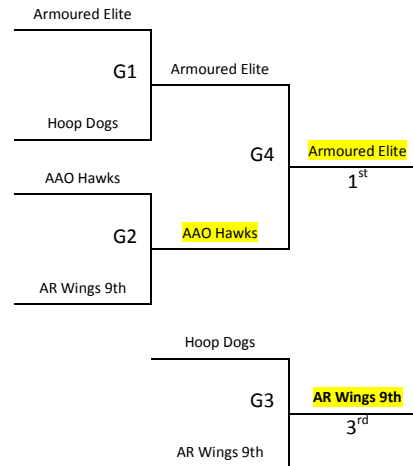 Armoured Elite
G1
Armoured Elite
Hoop Dogs
G4
Armoured Elite
1st
AAO Hawks
G2
AAO Hawks
AR Wings 9th
Hoop Dogs
G3
AR Wings 9th
3rd
AR Wings 9th